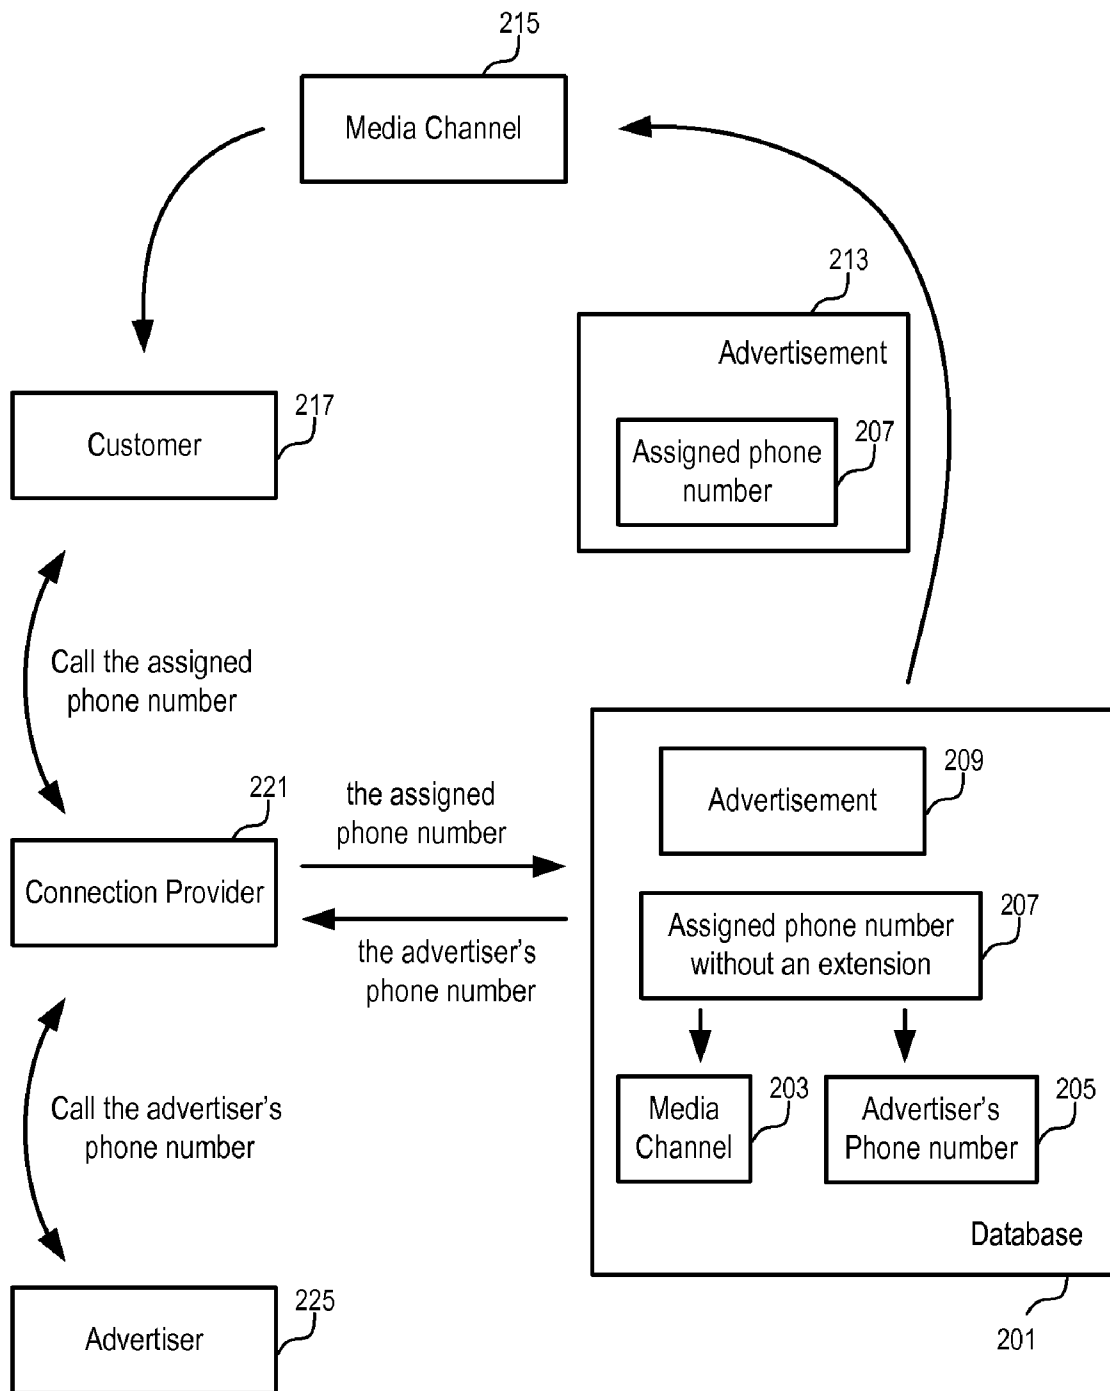 215
Media Channel
213
Advertisement
207
Assigned phone
number
217
Customer
Call the assigned
phone number
221
the assigned
phone number
Connection Provider
the advertiser's
phone number
209
Advertisement
207
Assigned phone number
without an extension
203
Media
Channel
205
Advertiser's
Phone number
Database
201
Call the advertiser's
phone number
225
Advertiser